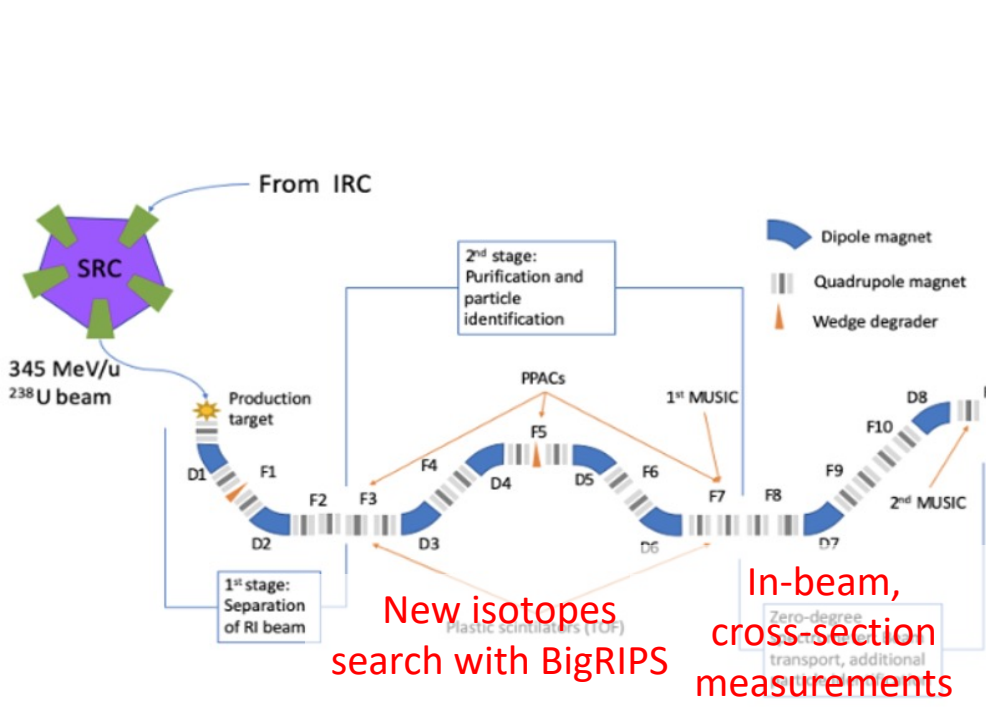 From IRC
SRC
345 MeV/u
²³⁸U beam
Production
target
2ⁿᵈ stage:
Purification and
particle
identification
Dipole magnet
Quadrupole magnet
Wedge degrader
PPACs
1ˢᵗ MUSIC
D8
F10
F5
D1
F1
F4
D4
D5
F6
F9
2ⁿᵈ MUSIC
F2
F3
F7
F8
D2
D3
D6
D7
1ˢᵗ stage:
Separation
of RI beam
New isotopes
search with BigRIPS
Plastic scintilators (TOF)
In-beam,
cross-section
measurements
Zero-degree
transport, additional